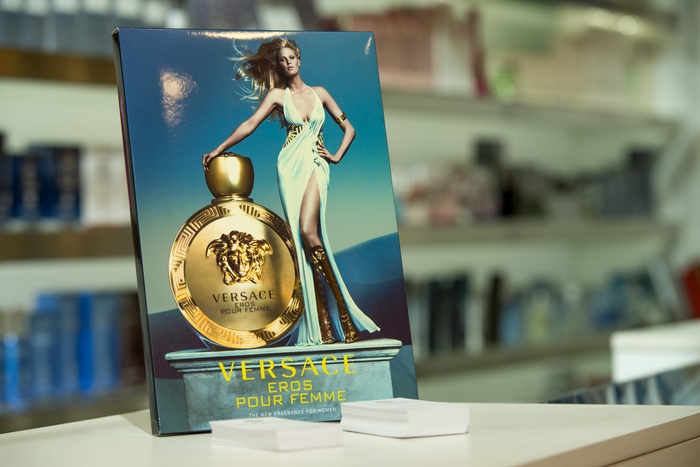 VERSACE
EROS
POUR FEMME
VERSACE
EROS
POUR FEMME
THE NEW FRAGRANCE FOR WOMEN